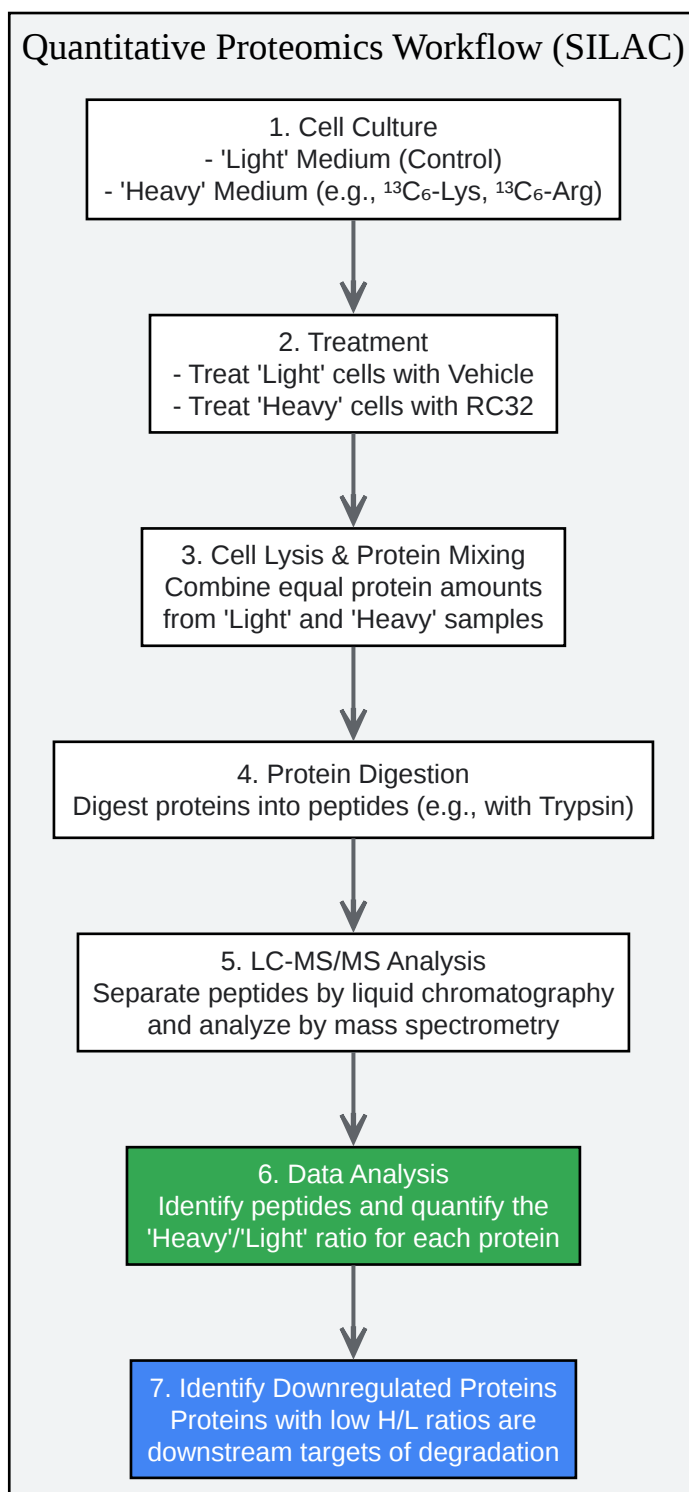 Quantitative Proteomics Workflow (SILAC)
1. Cell Culture
- 'Light' Medium (Control)
- 'Heavy' Medium (e.g., ¹³C₆-Lys, ¹³C₆-Arg)
2. Treatment
- Treat 'Light' cells with Vehicle
- Treat 'Heavy' cells with RC32
3. Cell Lysis & Protein Mixing
Combine equal protein amounts
from 'Light' and 'Heavy' samples
4. Protein Digestion
Digest proteins into peptides (e.g., with Trypsin)
5. LC-MS/MS Analysis
Separate peptides by liquid chromatography
and analyze by mass spectrometry
6. Data Analysis
Identify peptides and quantify the
'Heavy'/'Light' ratio for each protein
7. Identify Downregulated Proteins
Proteins with low H/L ratios are
downstream targets of degradation